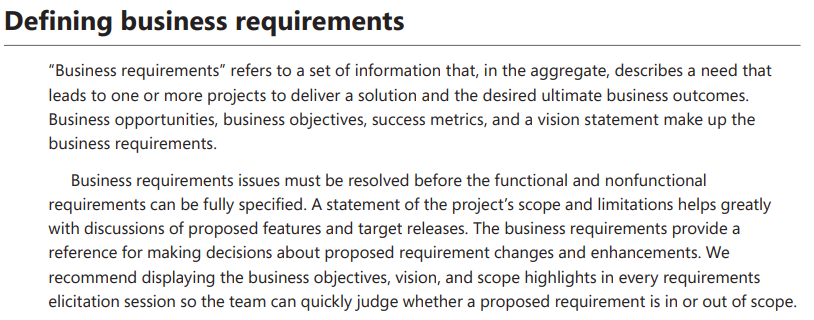 Defining business requirements
“Business requirements” refers to a set of information that, in the aggregate, describes a need that
leads to one or more projects to deliver a solution and the desired ultimate business outcomes.
Business opportunities, business objectives, success metrics, and a vision statement make up the
business requirements.
Business requirements issues must be resolved before the functional and nonfunctional
requirements can be fully specified. A statement of the project’s scope and limitations helps greatly
with discussions of proposed features and target releases. The business requirements provide a
reference for making decisions about proposed requirement changes and enhancements. We
recommend displaying the business objectives, vision, and scope highlights in every requirements
elicitation session so the team can quickly judge whether a proposed requirement is in or out of scope.